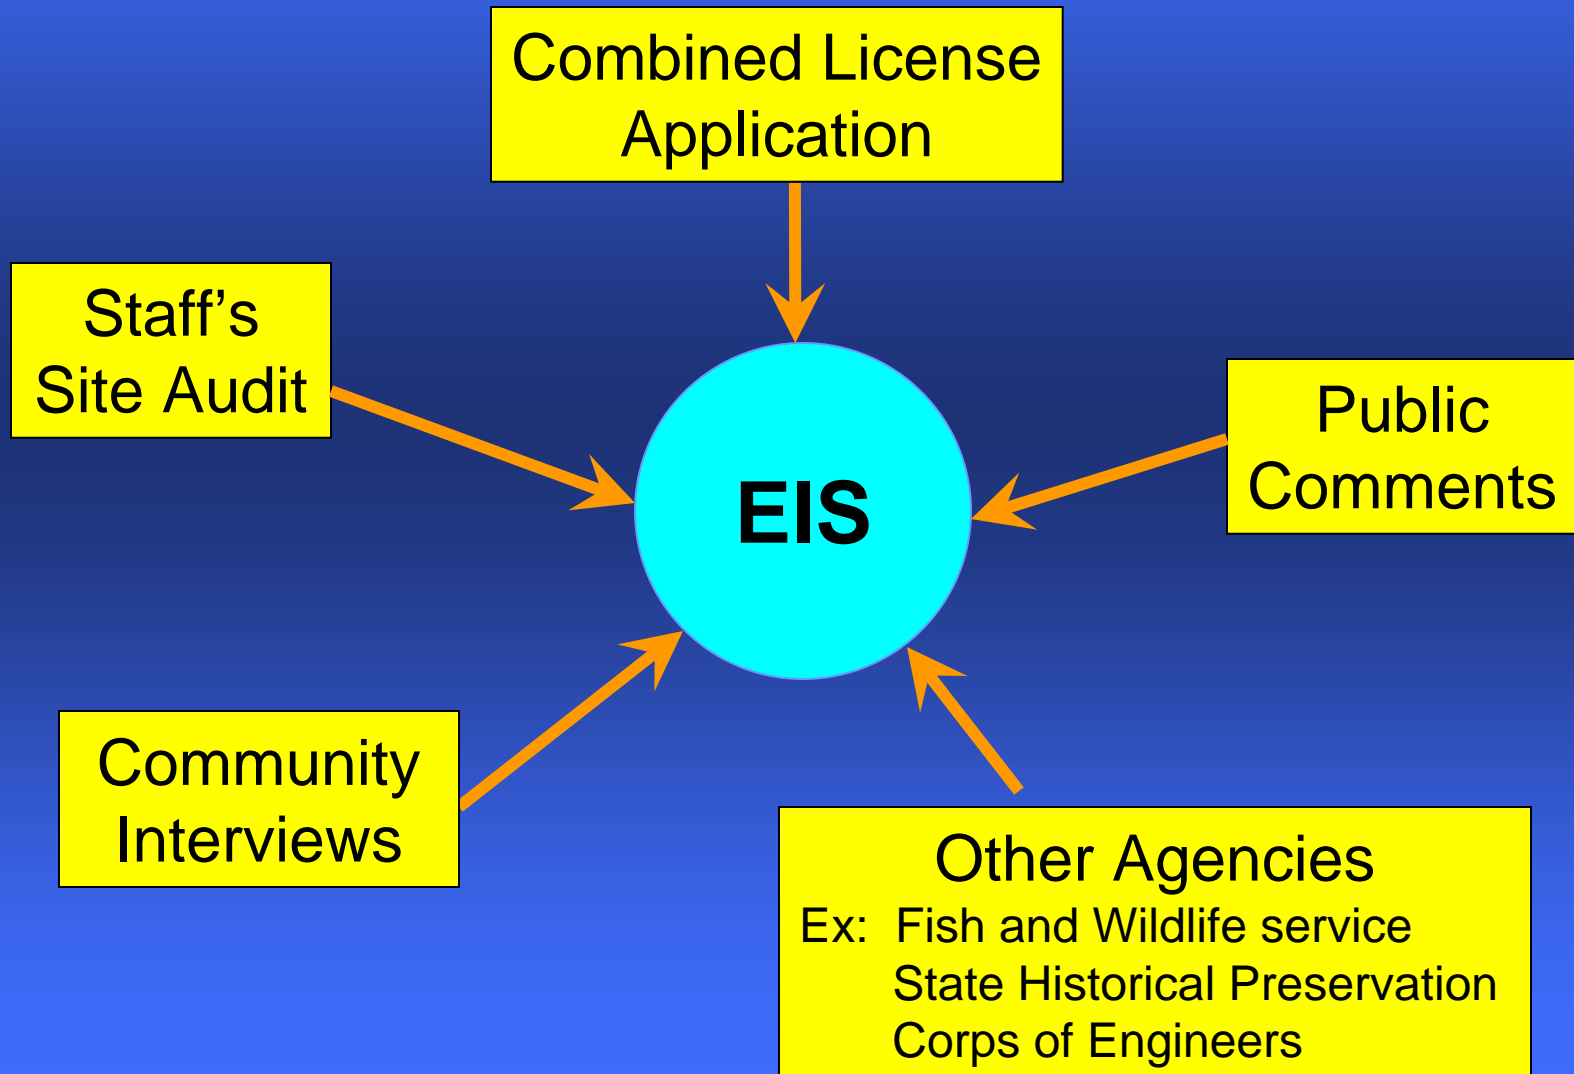 Combined License
Application
Staff’s
Site Audit
Public
Comments
EIS
Community
Interviews
Other Agencies
Ex:  Fish and Wildlife service
State Historical Preservation
Corps of Engineers